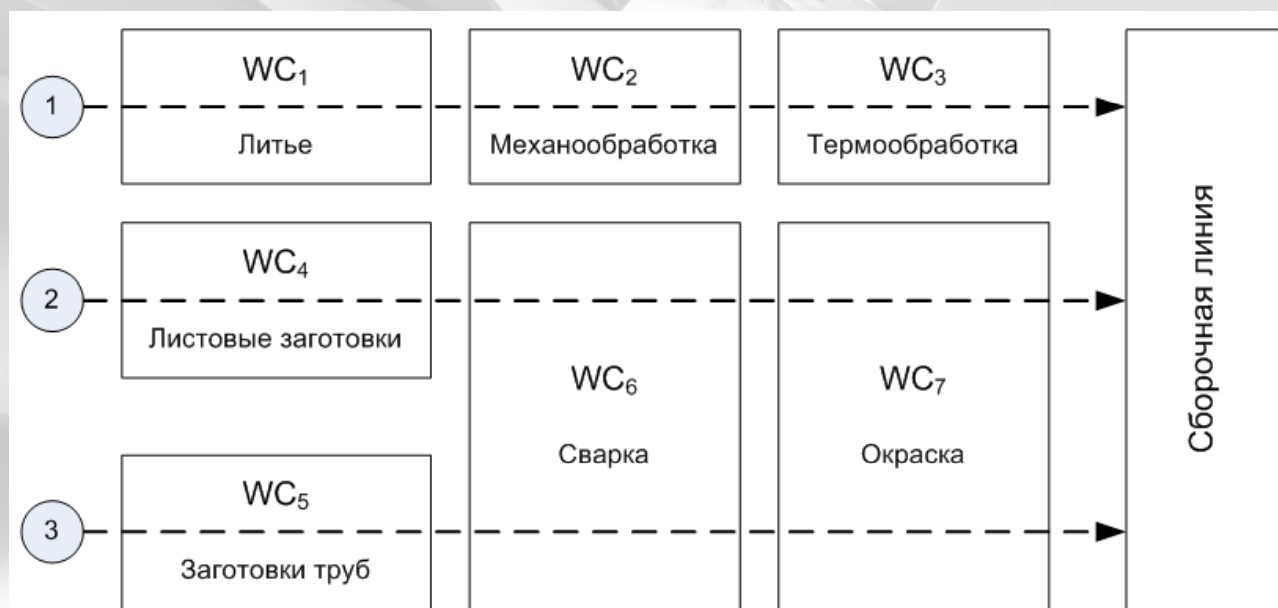 1
WC₁
Литье
WC₂
Механообработка
WC₃
Термообработка
2
WC₄
Листовые заготовки
WC₆
Сварка
WC₇
Окраска
3
WC₅
Заготовки труб
Сборочная линия